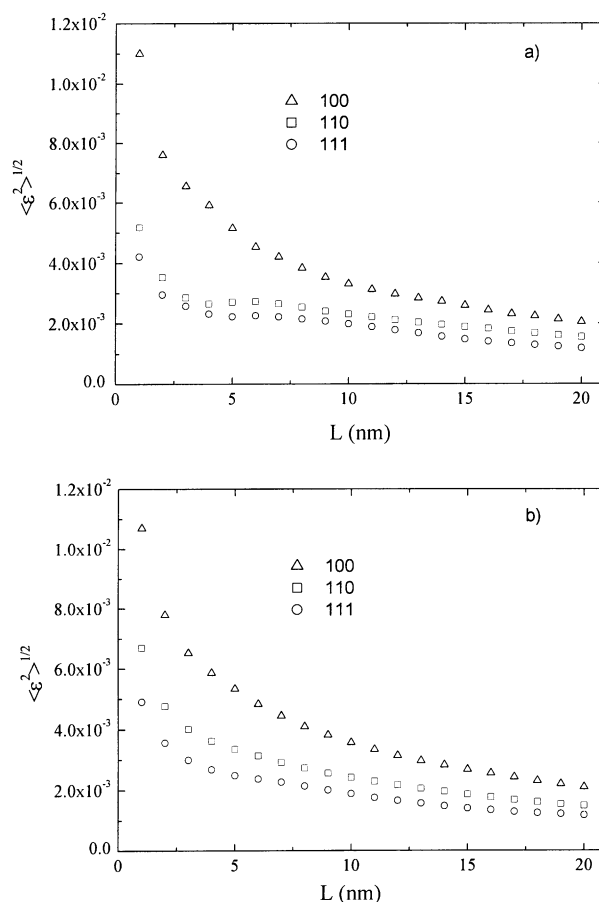 a)
1.2x10⁻²
1.0x10⁻²
8.0x10⁻³
6.0x10⁻³
4.0x10⁻³
2.0x10⁻³
0.0
<ε²>¹/²
△ 100
□ 110
○ 111
0 5 10 15 20
L (nm)
b)
1.2x10⁻²
1.0x10⁻²
8.0x10⁻³
6.0x10⁻³
4.0x10⁻³
2.0x10⁻³
0.0
<ε²>¹/²
△ 100
□ 110
○ 111
0 5 10 15 20
L (nm)